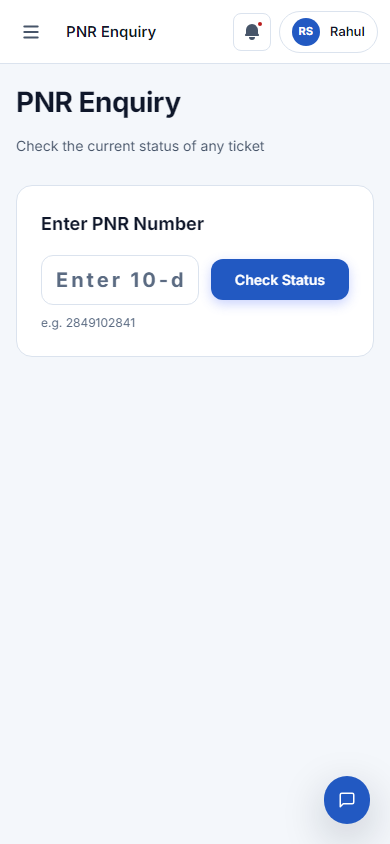 PNR Enquiry
RS
Rahul
PNR Enquiry
Check the current status of any ticket
Enter PNR Number
Enter 10-d
Check Status
e.g. 2849102841